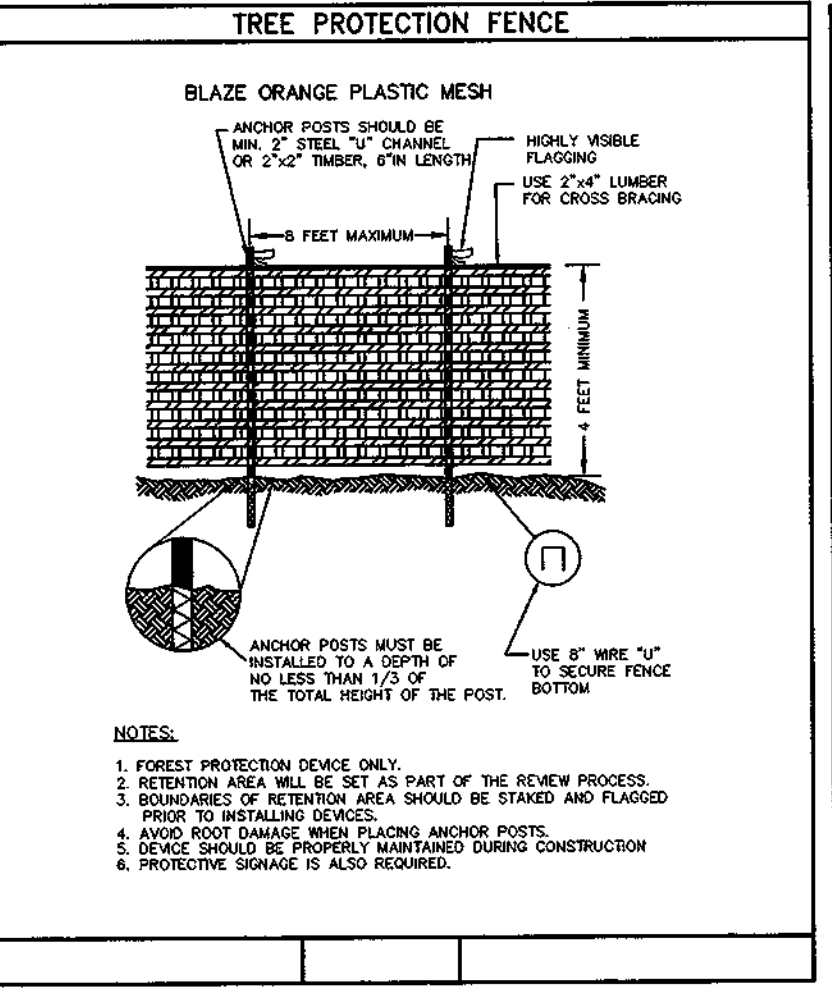 TREE PROTECTION FENCE
BLAZE ORANGE PLASTIC MESH
ANCHOR POSTS SHOULD BE
MIN. 2" STEEL "U" CHANNEL
OR 2"x2" TIMBER, 6"IN LENGTH
HIGHLY VISIBLE
FLAGGING
USE 2"x4" LUMBER
FOR CROSS BRACING
8 FEET MAXIMUM
4 FEET MINIMUM
ANCHOR POSTS MUST BE
INSTALLED TO A DEPTH OF
NO LESS THAN 1/3 OF
THE TOTAL HEIGHT OF THE POST.
USE 8" WIRE "U"
TO SECURE FENCE
BOTTOM
NOTES:
1. FOREST PROTECTION DEVICE ONLY.
2. RETENTION AREA WILL BE SET AS PART OF THE REVIEW PROCESS.
3. BOUNDARIES OF RETENTION AREA SHOULD BE STAKED AND FLAGGED
PRIOR TO INSTALLING DEVICES.
4. AVOID ROOT DAMAGE WHEN PLACING ANCHOR POSTS.
5. DEVICE SHOULD BE PROPERLY MAINTAINED DURING CONSTRUCTION
6. PROTECTIVE SIGNAGE IS ALSO REQUIRED.